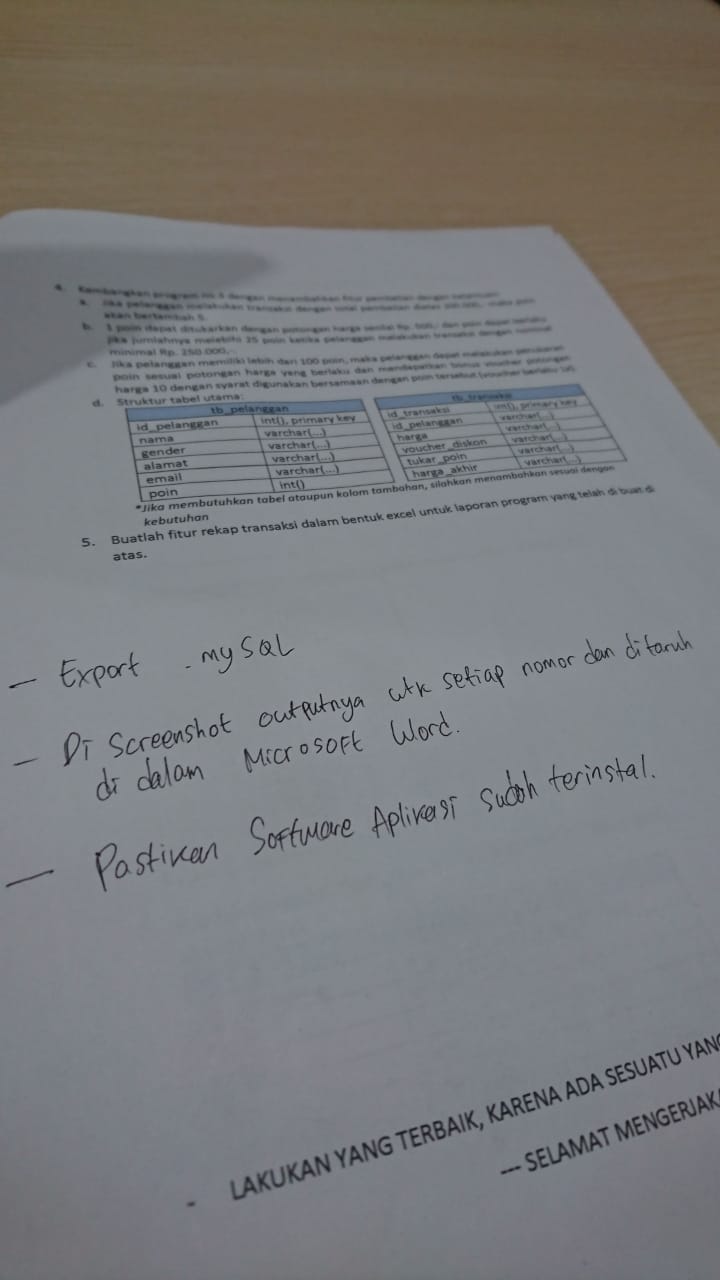 4. Kembangkan program no 3 dengan menambahkan fitur pembelian dengan ketentuan:
a. Jika pelanggan melakukan transaksi dengan total pembelian diatas 100.000, maka poin
akan bertambah 5.
b. 1 poin dapat ditukarkan dengan potongan harga senilai Rp. 500,- dan poin dapat
jika jumlahnya melebihi 25 poin ketika pelanggan melakukan transaksi dengan nominal
minimal Rp. 250.000,-
c. Jika pelanggan memiliki lebih dari 100 poin, maka pelanggan dapat melakukan penukaran
poin sesuai potongan harga yang berlaku dan mendapatkan bonus voucher potongan
harga 10 dengan syarat digunakan bersamaan dengan poin tersebut (voucher berlaku 1x)
d. Struktur tabel utama:
tb_pelanggan
id_pelanggan int(), primary key
nama varchar(...)
gender varchar(...)
alamat varchar(...)
email varchar(...)
poin int()
tb_transaksi
id_transaksi int(), primary key
id_pelanggan varchar(...)
harga varchar(...)
voucher_diskon varchar(...)
tukar_poin varchar(...)
harga_akhir varchar(...)
*Jika membutuhkan tabel ataupun kolom tambahan, silahkan menambahkan sesuai dengan
kebutuhan
5. Buatlah fitur rekap transaksi dalam bentuk excel untuk laporan program yang telah di buat di
atas.
— Export .mySQL
— Di Screenshot outputnya utk setiap nomor dan ditaruh
di dalam Microsoft Word.
— Pastikan Software Aplikasi sudah terinstal.
- LAKUKAN YANG TERBAIK, KARENA ADA SESUATU YANG
--- SELAMAT MENGERJAKA